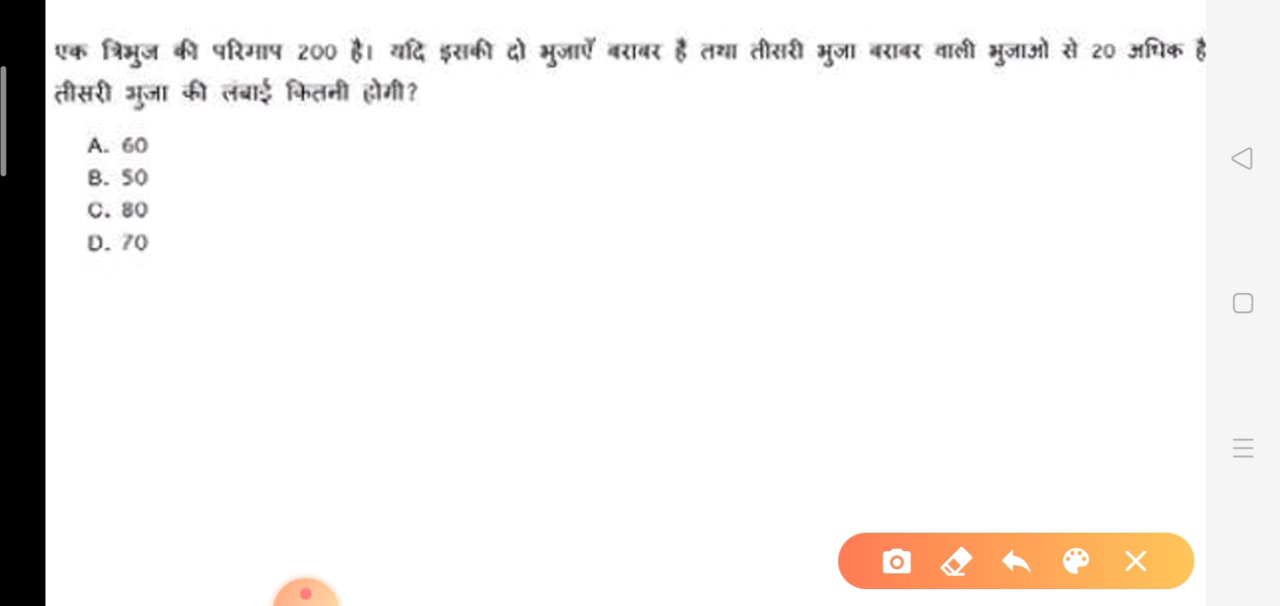 एक त्रिभुज की परिमाप 200 है। यदि इसकी दो भुजाएँ बराबर है तथा तीसरी भुजा बराबर वाली भुजाओ से 20 अधिक है
तीसरी भुजा की लंबाई कितनी होगी?
A. 60
B. 50
C. 80
D. 70